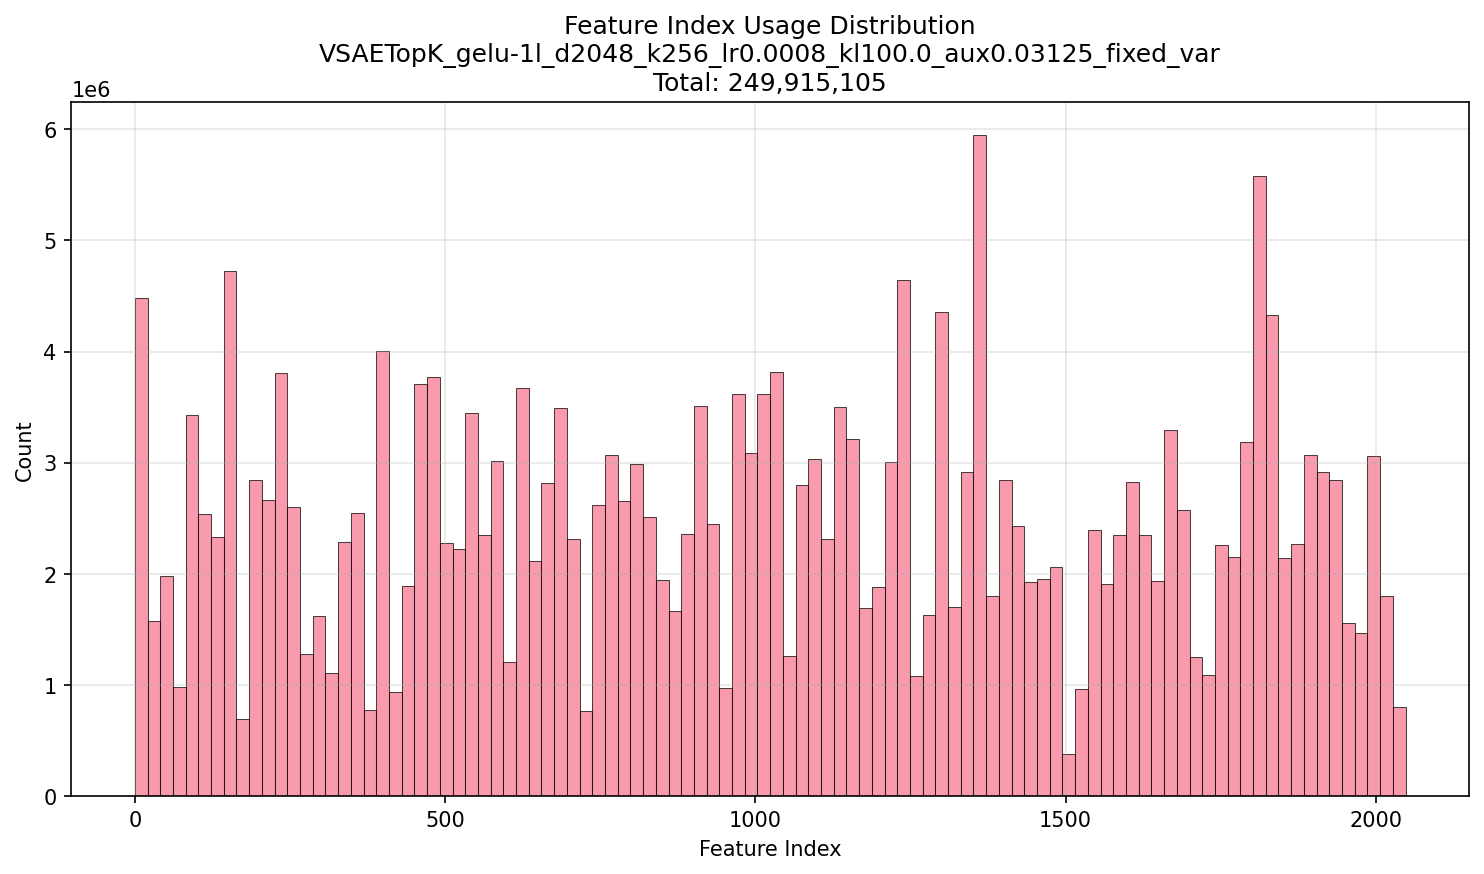 Feature Index Usage Distribution
VSAETopK_gelu-1l_d2048_k256_lr0.0008_kl100.0_aux0.03125_fixed_var
Total: 249,915,105
1e6
6
5
4
3
2
1
0
Count
0 500 1000 1500 2000
Feature Index